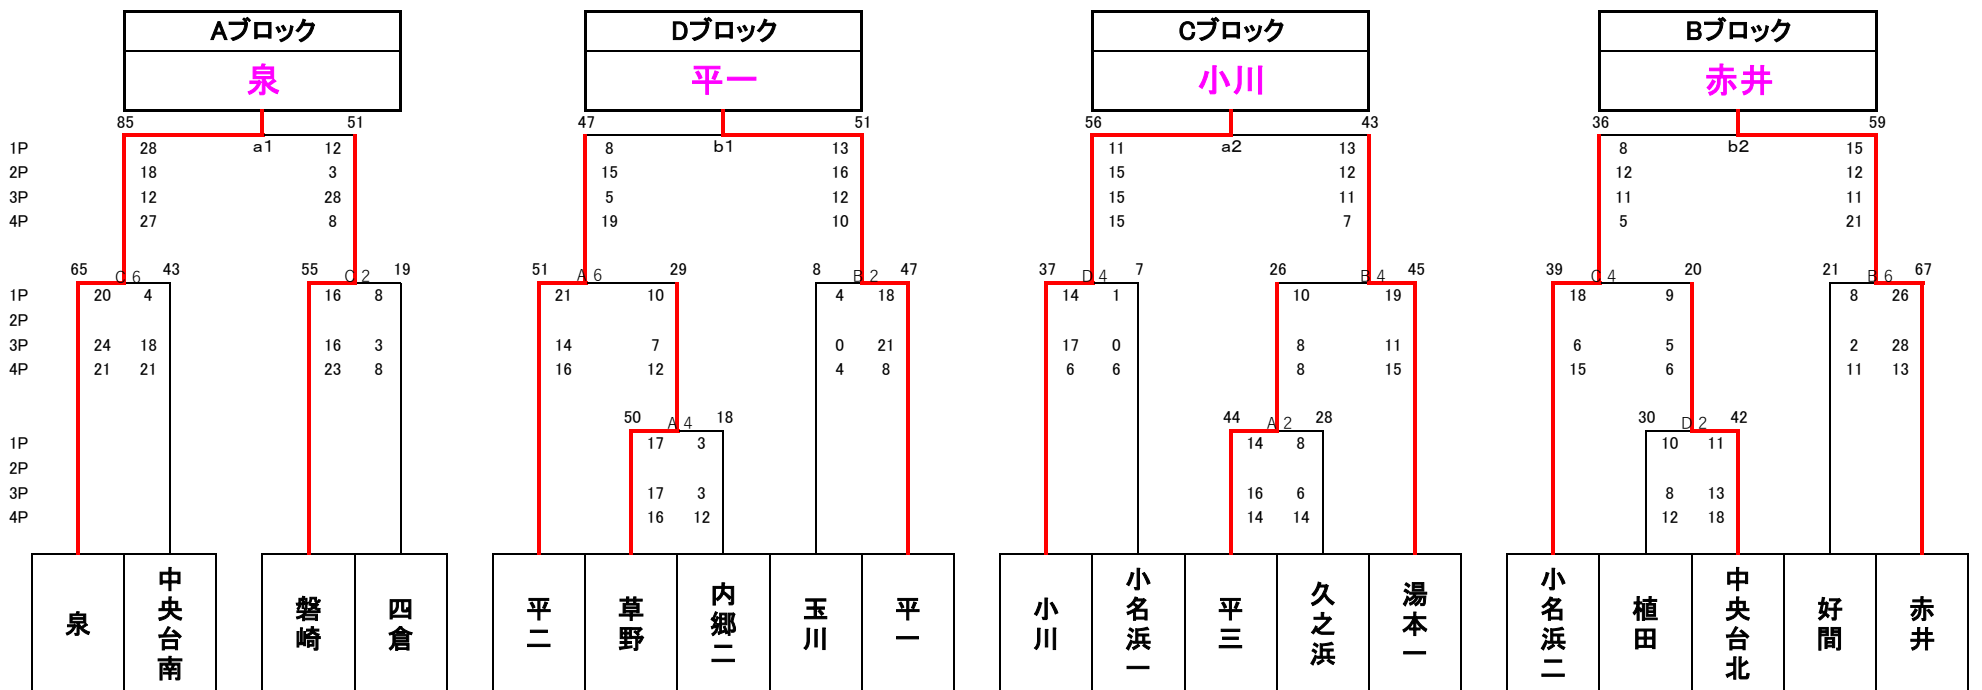 Aブロック Dブロック Cブロック Bブロック
泉 平一 小川 赤井
85 51 47 51 56 43 36 59
a1 b1 a2 b2
1P 28 12 8 13 11 13 8 15
2P 18 3 15 16 15 12 12 12
3P 12 28 5 12 15 11 11 11
4P 27 8 19 10 15 7 5 21
65 C6 43 55 C2 19 51 A6 29 8 B2 47 37 D4 7 26 B4 45 39 C4 20 21 B6 67
1P 20 4 16 8 21 10 4 18 14 1 10 19 18 9 8 26
2P
3P 24 18 16 3 14 7 0 21 17 0 8 11 6 5 2 28
4P 21 21 23 8 16 12 4 8 6 6 8 15 15 6 11 13
50 A4 18 44 A2 28 30 D2 42
1P 17 3 14 8 10 11
2P
3P 17 3 16 6 8 13
4P 16 12 14 14 12 18
泉
中央台南
磐崎
四倉
平二
草野
内郷二
玉川
平一
小川
小名浜一
平三
久之浜
湯本一
小名浜二
植田
中央台北
好間
赤井